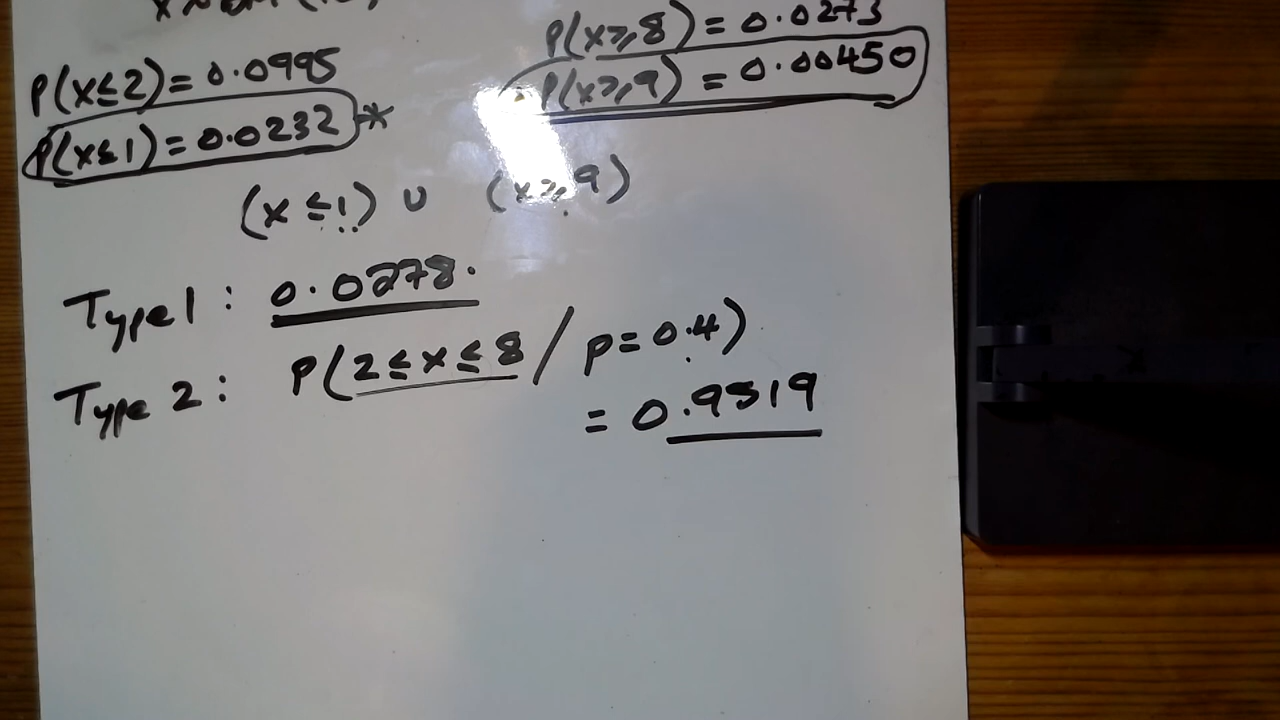 P(x≥8) = 0.0273
P(x≤2) = 0.0995
P(x≥9) = 0.00450
P(x≤1) = 0.0232 *
(x≤1) ∪ (x≥9)
Type 1 : 0.0278.
Type 2 : P(2≤x≤8 / p=0.4)
= 0.9519